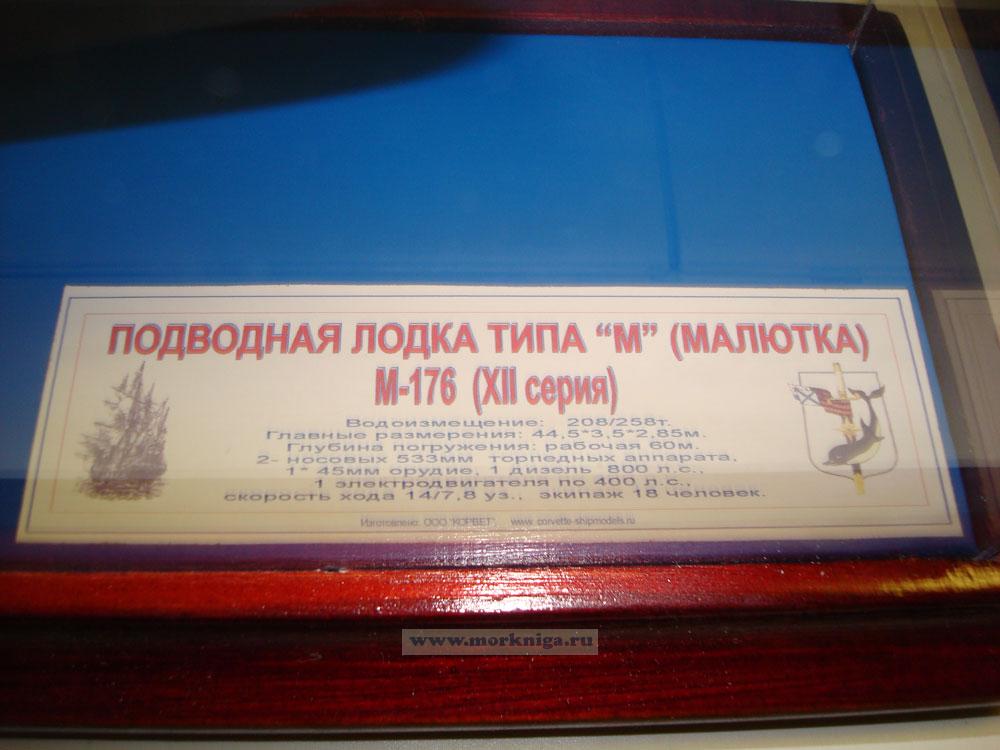 ПОДВОДНАЯ ЛОДКА ТИПА “М” (МАЛЮТКА)
М-176 (XII серия)
Водоизмещение: 208/258т.
Главные размерения: 44,5*3,5*2,85м.
Глубина погружения: рабочая 60м.
2- носовых 533мм торпедных аппарата,
1* 45мм орудие, 1 дизель 800 л.с.,
1 электродвигателя по 400 л.с.,
скорость хода 14/7,8 уз., экипаж 18 человек.
Изготовлено: ООО "КОРВЕТ", www. corvette-shipmodels.ru
www.morkniga.ru